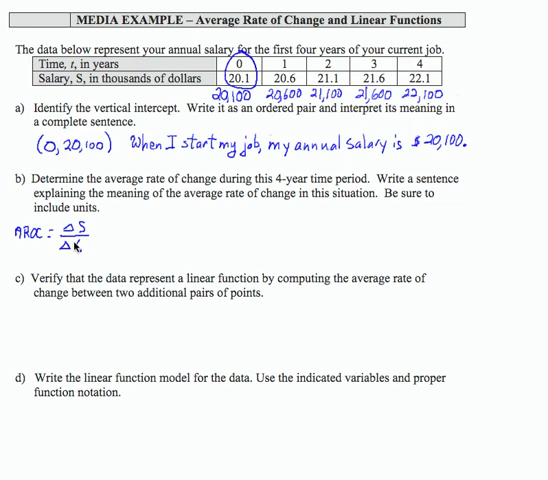 MEDIA EXAMPLE – Average Rate of Change and Linear Functions
The data below represent your annual salary for the first four years of your current job.
Time, t, in years 0 1 2 3 4
Salary, S, in thousands of dollars 20.1 20.6 21.1 21.6 22.1
20,100 20,600 21,100 21,600 22,100
a) Identify the vertical intercept. Write it as an ordered pair and interpret its meaning in
a complete sentence.
(0, 20,100) When I start my job, my annual salary is $20,100.
b) Determine the average rate of change during this 4-year time period. Write a sentence
explaining the meaning of the average rate of change in this situation. Be sure to
include units.
AROC = ΔS
Δt
c) Verify that the data represent a linear function by computing the average rate of
change between two additional pairs of points.
d) Write the linear function model for the data. Use the indicated variables and proper
function notation.